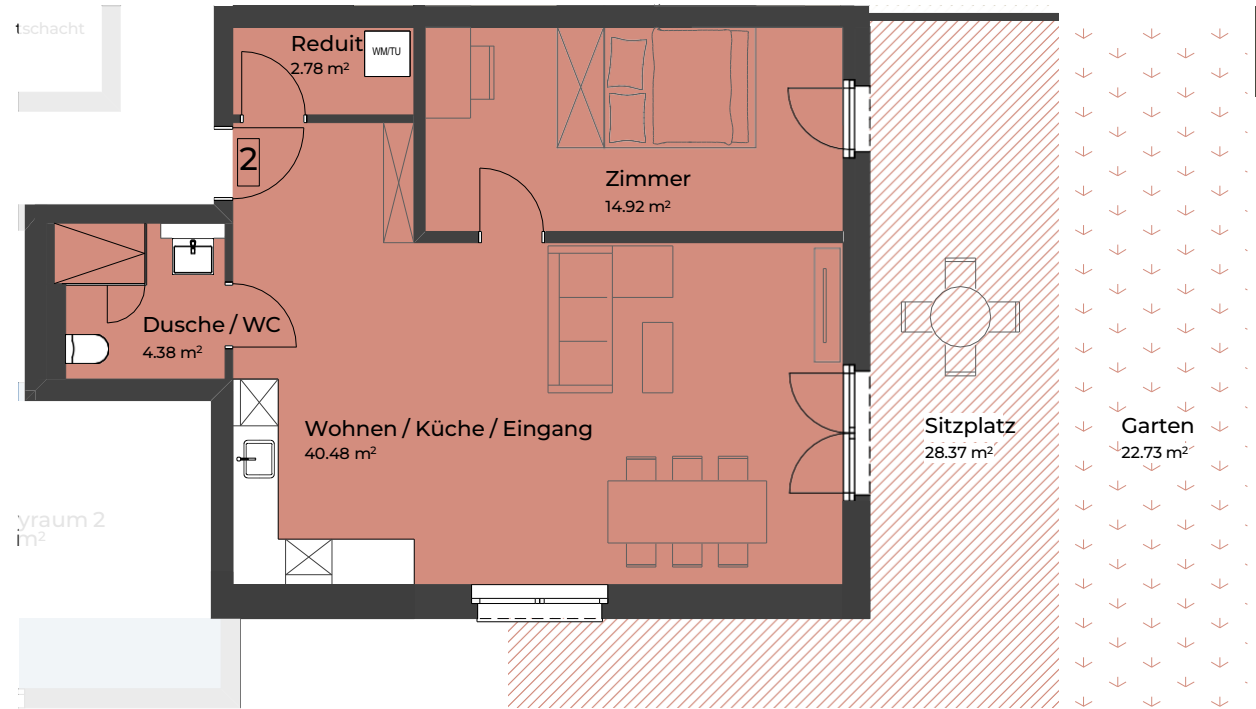 tschacht
Reduit
2.78 m²
WM/TU
2
Zimmer
14.92 m²
Dusche / WC
4.38 m²
Wohnen / Küche / Eingang
40.48 m²
Sitzplatz
28.37 m²
Garten
22.73 m²
yraum 2
m²